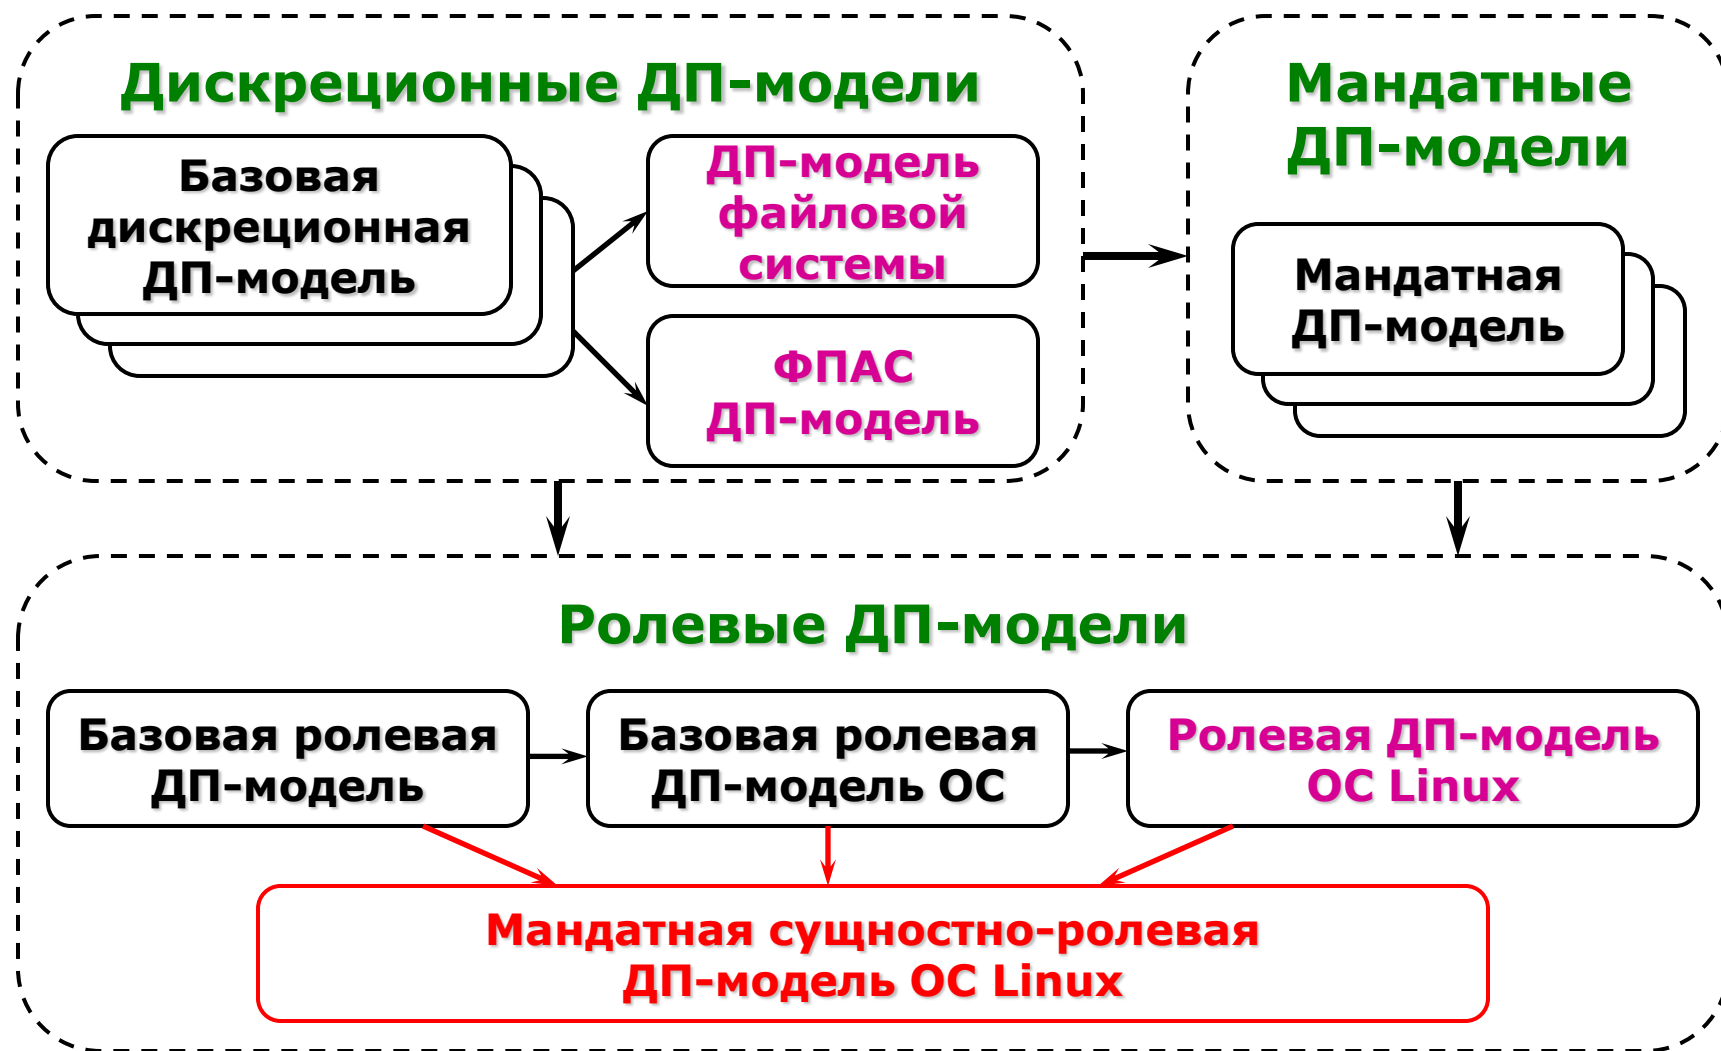 Дискреционные ДП-модели
Базовая
дискреционная
ДП-модель
ДП-модель
файловой
системы
ФПАС
ДП-модель
Мандатные
ДП-модели
Мандатная
ДП-модель
Ролевые ДП-модели
Базовая ролевая
ДП-модель
Базовая ролевая
ДП-модель ОС
Ролевая ДП-модель
ОС Linux
Мандатная сущностно-ролевая
ДП-модель ОС Linux